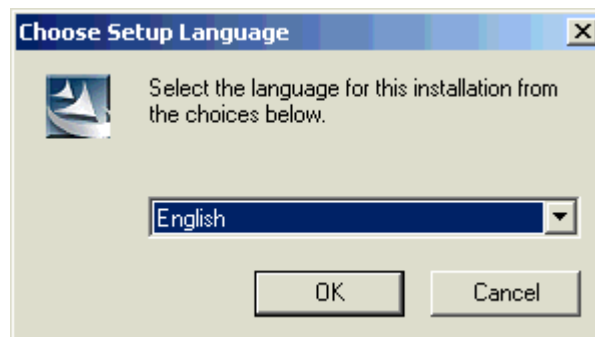 Choose Setup Language
Select the language for this installation from
the choices below.
English
OK Cancel